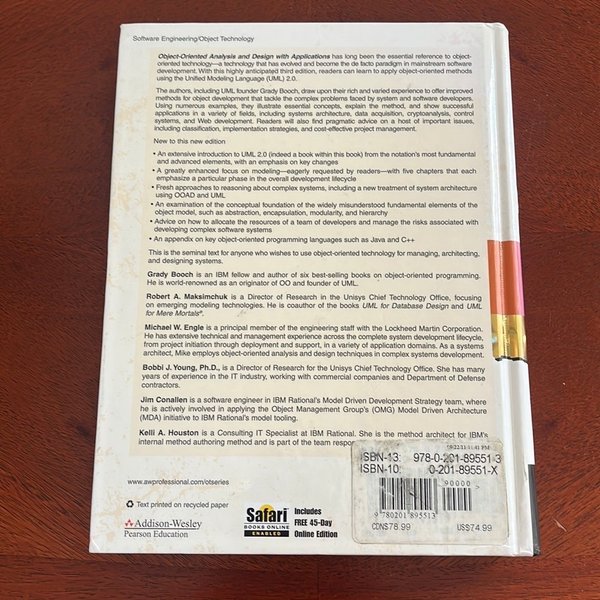 Software Engineering/Object Technology
Object-Oriented Analysis and Design with Applications has long been the essential reference to object-
oriented technology—a technology that has evolved and become the de facto paradigm in mainstream software
development. With this highly anticipated third edition, readers can learn to apply object-oriented methods
using the Unified Modeling Language (UML) 2.0.
The authors, including UML founder Grady Booch, draw upon their rich and varied experience to offer improved
methods for object development that tackle the complex problems faced by system and software developers.
Using numerous examples, they illustrate essential concepts, explain the method, and show successful
applications in a variety of fields, including systems architecture, data acquisition, cryptoanalysis, control
systems, and Web development. Readers will also find pragmatic advice on a host of important issues,
including classification, implementation strategies, and cost-effective project management.
New to this new edition
• An extensive introduction to UML 2.0 (indeed a book within this book) from the notation's most fundamental
and advanced elements, with an emphasis on key changes
• A greatly enhanced focus on modeling—eagerly requested by readers—with five chapters that each
emphasize a particular phase in the overall development lifecycle
• Fresh approaches to reasoning about complex systems, including a new treatment of system architecture
using OOAD and UML
• An examination of the conceptual foundation of the widely misunderstood fundamental elements of the
object model, such as abstraction, encapsulation, modularity, and hierarchy
• Advice on how to allocate the resources of a team of developers and manage the risks associated with
developing complex software systems
• An appendix on key object-oriented programming languages such as Java and C++
This is the seminal text for anyone who wishes to use object-oriented technology for managing, architecting,
and designing systems.
Grady Booch is an IBM fellow and author of six best-selling books on object-oriented programming.
He is world-renowned as an originator of OO and founder of UML.
Robert A. Maksimchuk is a Director of Research in the Unisys Chief Technology Office, focusing
on emerging modeling technologies. He is coauthor of the books UML for Database Design and UML
for Mere Mortals®.
Michael W. Engle is a principal member of the engineering staff with the Lockheed Martin Corporation.
He has extensive technical and management experience across the complete system development lifecycle,
from project initiation through deployment and support, in a variety of application domains. As a systems
architect, Mike employs object-oriented analysis and design techniques in complex systems development.
Bobbi J. Young, Ph.D., is a Director of Research for the Unisys Chief Technology Office. She has many
years of experience in the IT industry, working with commercial companies and Department of Defense
contractors.
Jim Conallen is a software engineer in IBM Rational's Model Driven Development Strategy team, where
he is actively involved in applying the Object Management Group's (OMG) Model Driven Architecture
(MDA) initiative to IBM Rational's model tooling.
Kelli A. Houston is a Consulting IT Specialist at IBM Rational. She is the method architect for IBM's
internal method authoring method and is part of the team
ISBN-13: 978-0-201-89551-3
ISBN-10: 0-201-89551-X
90000 >
9 780201 895513
CDN$78.99 US$74.99
www.awprofessional.com/otseries
Text printed on recycled paper
Addison-Wesley
Pearson Education
Safari
BOOKS ONLINE
ENABLED
Includes
FREE 45-Day
Online Edition